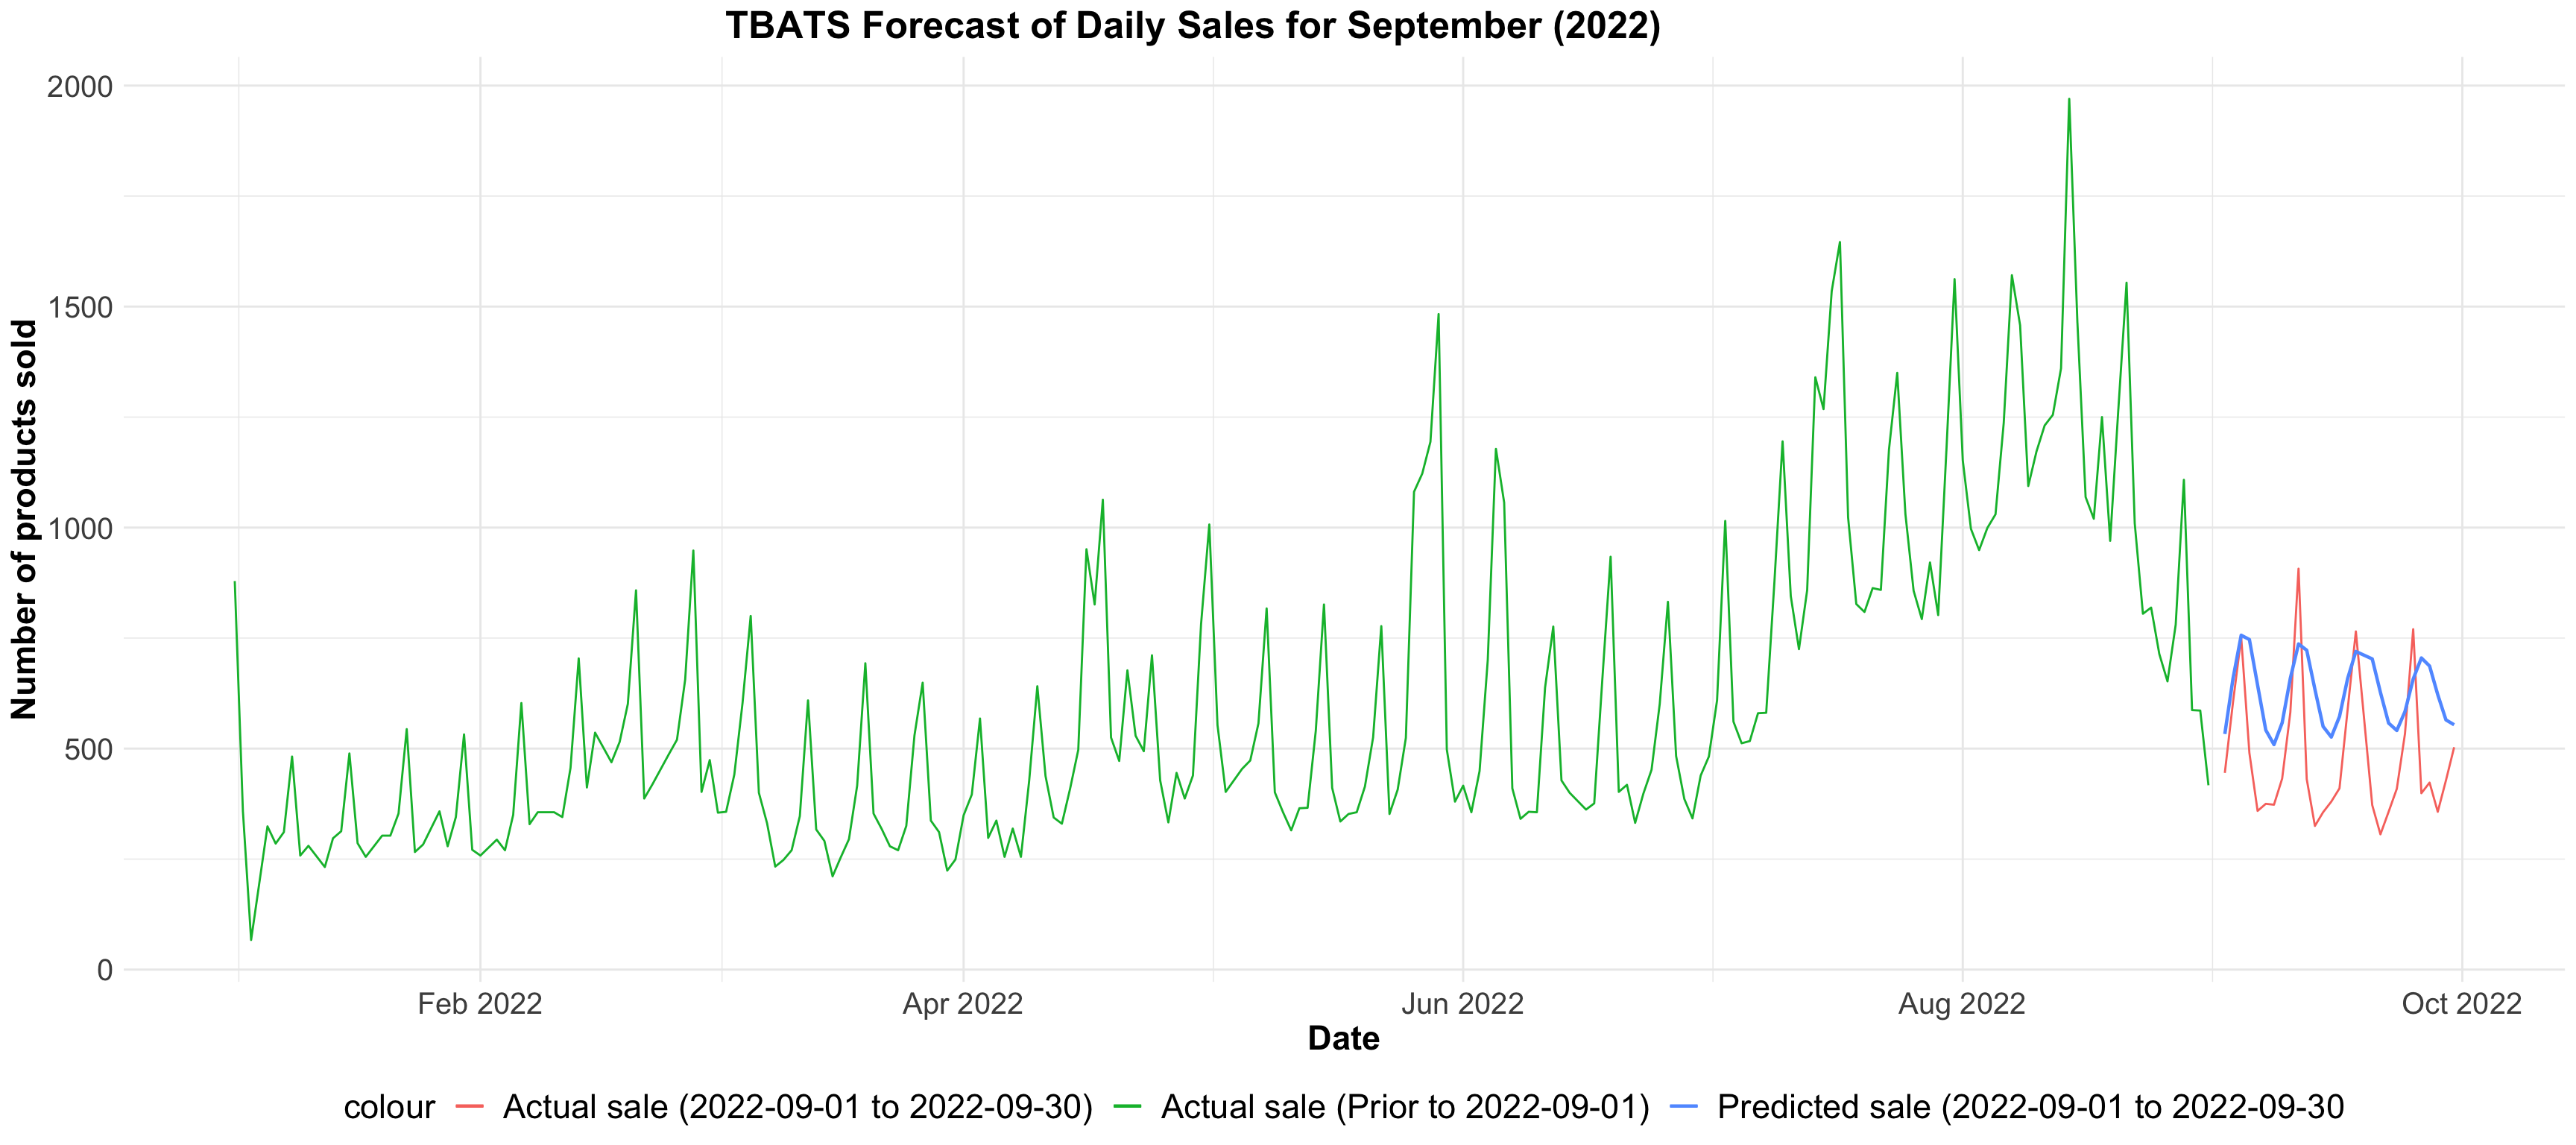 TBATS Forecast of Daily Sales for September (2022)
2000
1500
1000
500
0
Number of products sold
Feb 2022 Apr 2022 Jun 2022 Aug 2022 Oct 2022
Date
colour Actual sale (2022-09-01 to 2022-09-30) Actual sale (Prior to 2022-09-01) Predicted sale (2022-09-01 to 2022-09-30